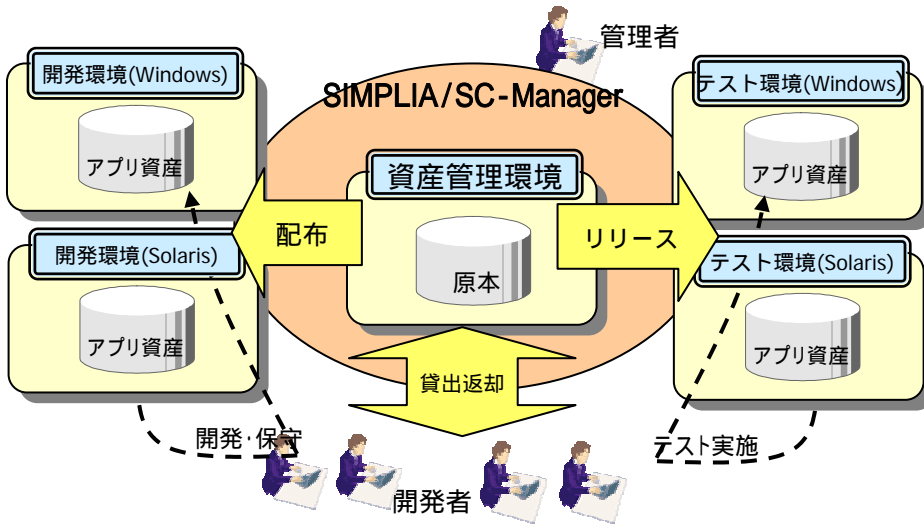 管理者
開発環境(Windows)
アプリ資産
SIMPLIA/SC-Manager
テスト環境(Windows)
アプリ資産
資産管理環境
原本
配布
リリース
開発環境(Solaris)
アプリ資産
テスト環境(Solaris)
アプリ資産
貸出返却
開発・保守
テスト実施
開発者